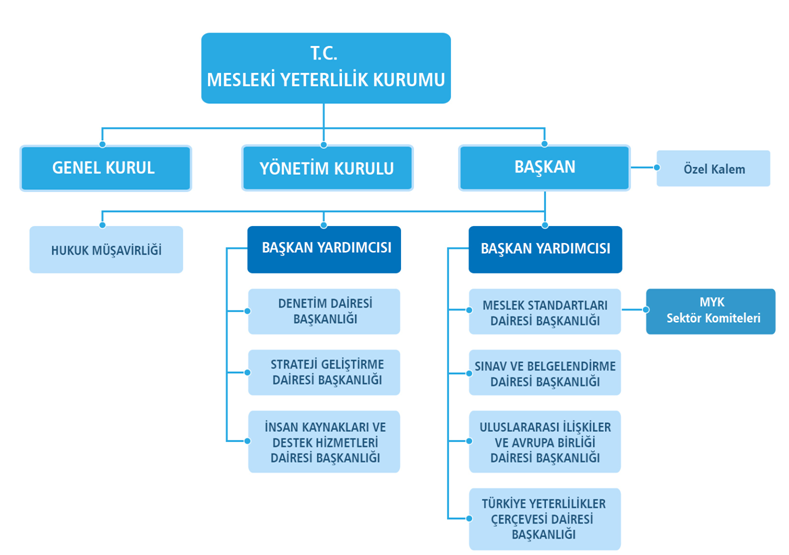 T.C.
MESLEKİ YETERLİLİK KURUMU
GENEL KURUL
YÖNETİM KURULU
BAŞKAN
Özel Kalem
HUKUK MÜŞAVİRLİĞİ
BAŞKAN YARDIMCISI
DENETİM DAİRESİ
BAŞKANLIĞI
STRATEJİ GELİŞTİRME
DAİRESİ BAŞKANLIĞI
İNSAN KAYNAKLARI VE
DESTEK HİZMETLERİ
DAİRESİ BAŞKANLIĞI
BAŞKAN YARDIMCISI
MESLEK STANDARTLARI
DAİRESİ BAŞKANLIĞI
MYK
Sektör Komiteleri
SINAV VE BELGELENDİRME
DAİRESİ BAŞKANLIĞI
ULUSLARARASI İLİŞKİLER
VE AVRUPA BİRLİĞİ
DAİRESİ BAŞKANLIĞI
TÜRKİYE YETERLİLİKLER
ÇERÇEVESİ DAİRESİ
BAŞKANLIĞI